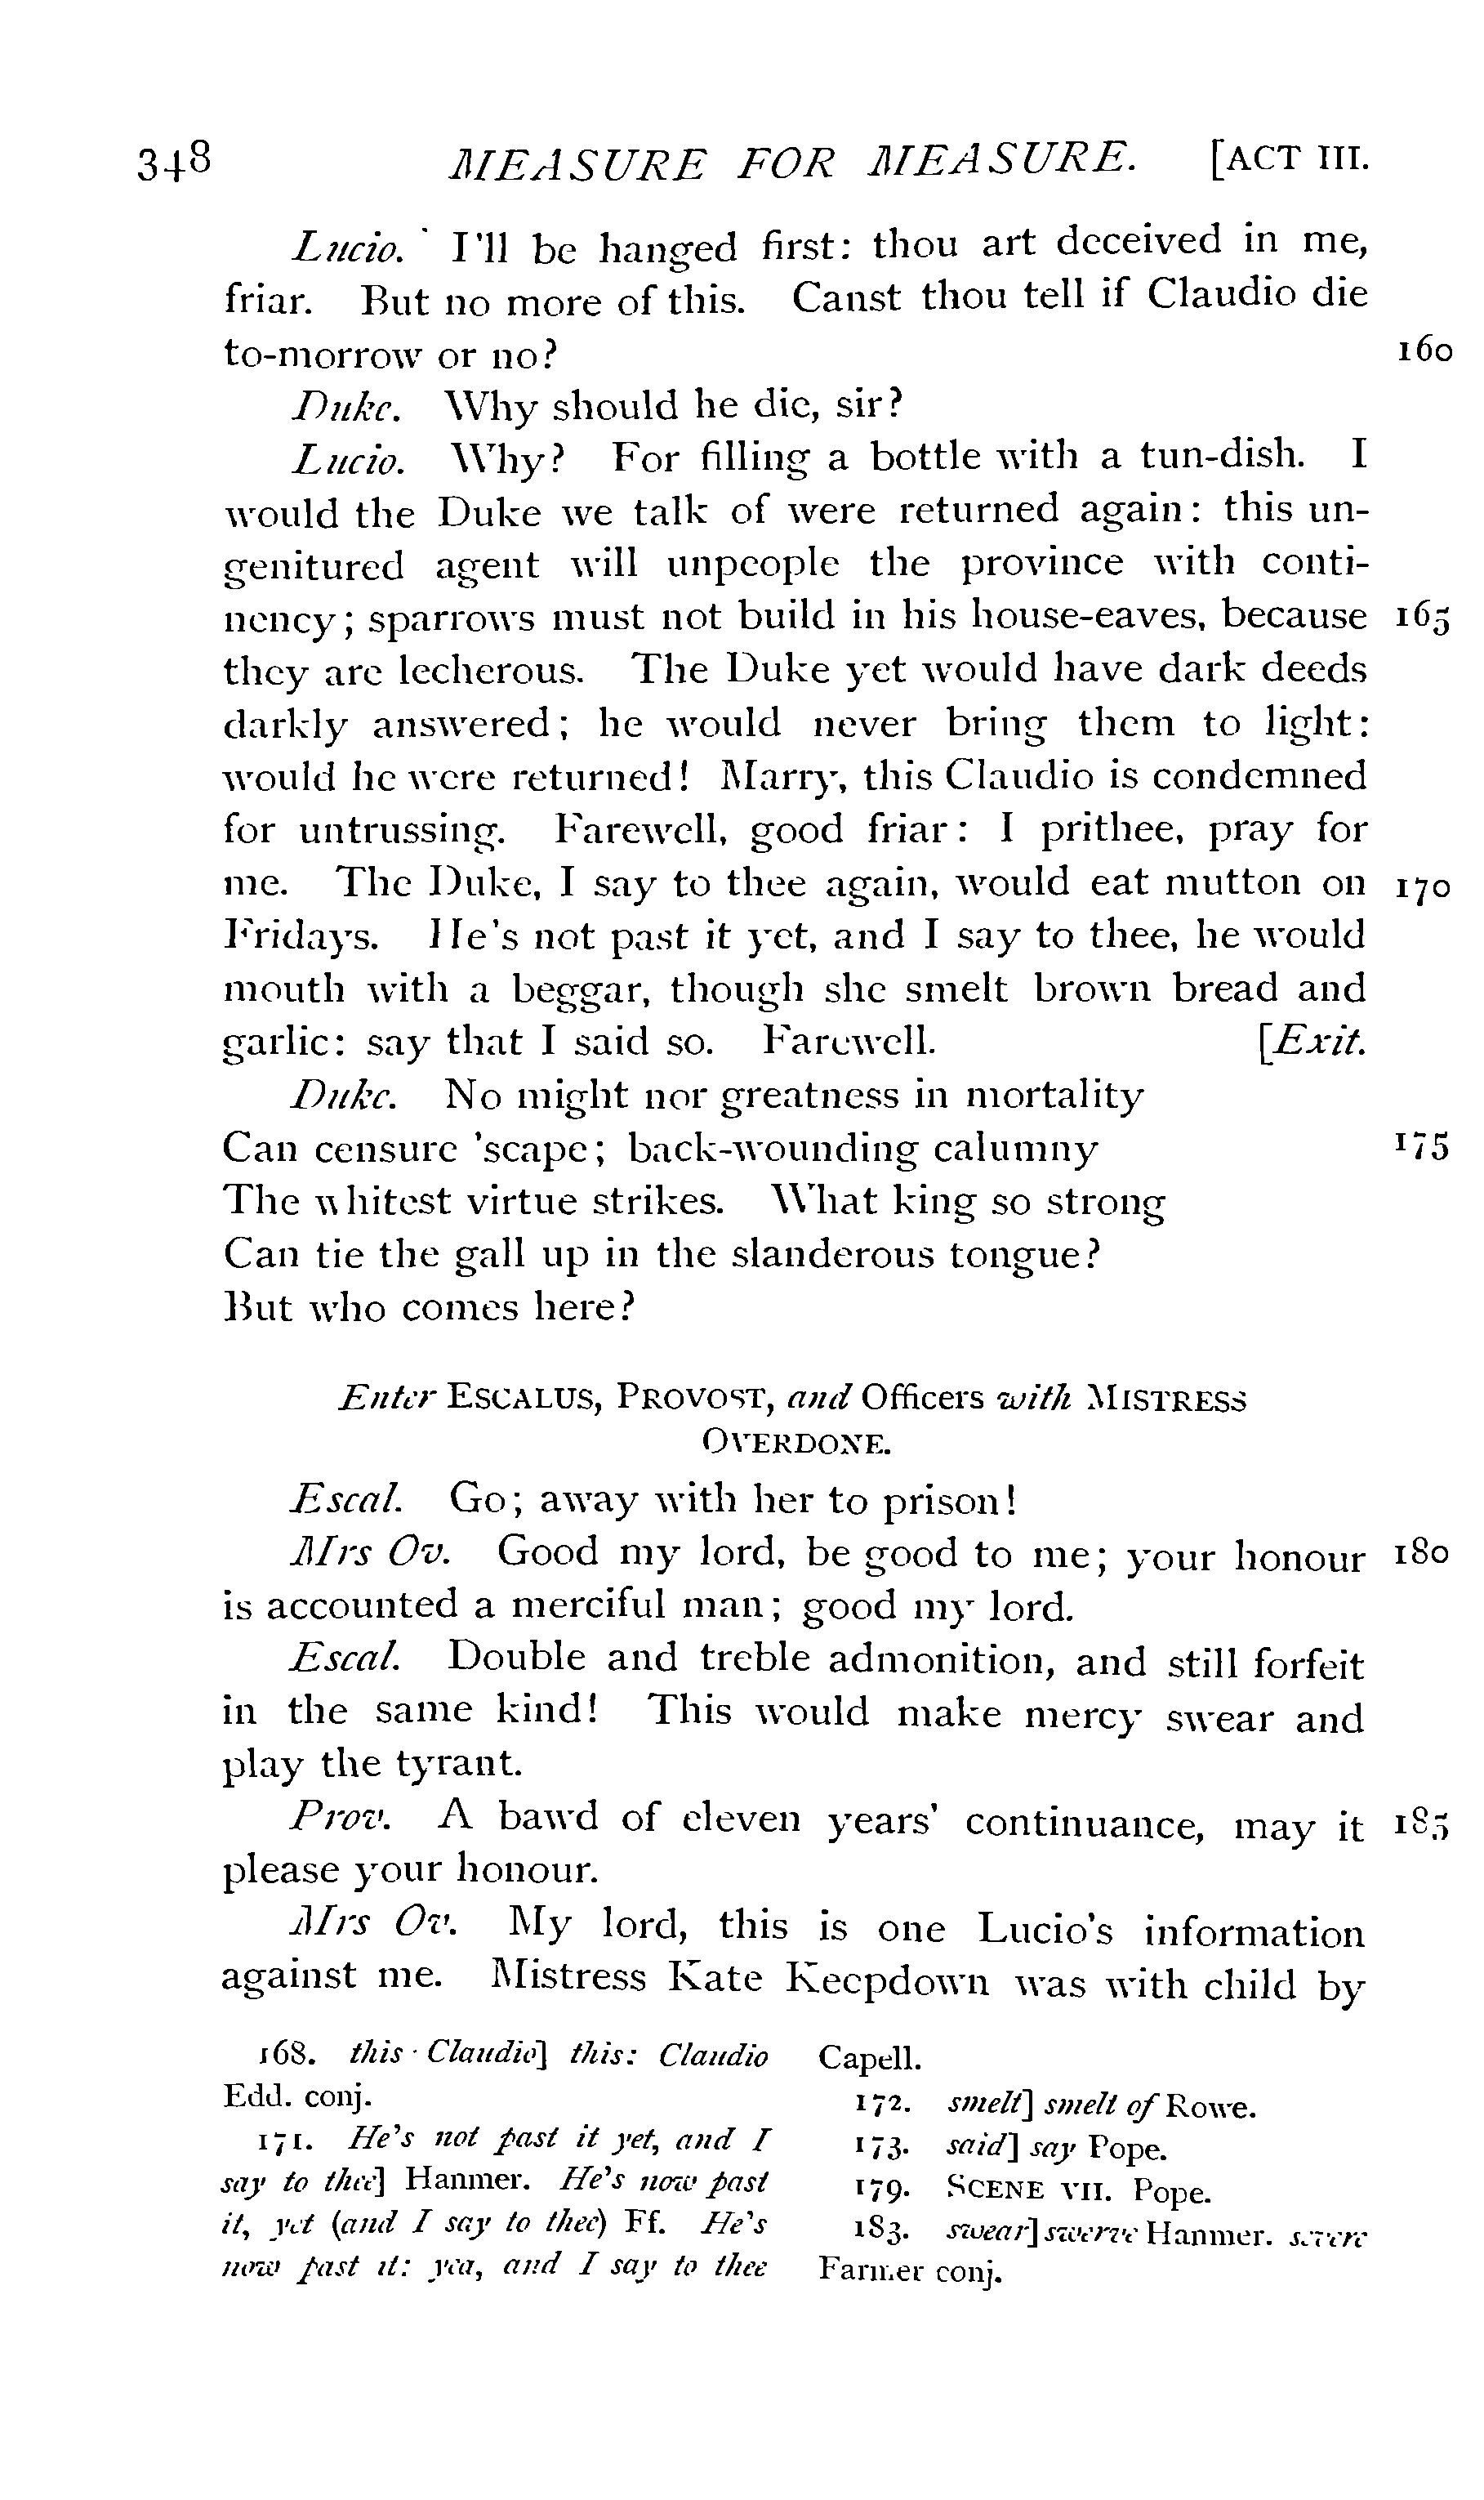 348 MEASURE FOR MEASURE. [ACT III.
Lucio. I'll be hanged first: thou art deceived in me,
friar. But no more of this. Canst thou tell if Claudio die
to-morrow or no? 160
Duke. Why should he die, sir?
Lucio. Why? For filling a bottle with a tun-dish. I
would the Duke we talk of were returned again: this un-
genitured agent will unpeople the province with conti-
nency; sparrows must not build in his house-eaves, because 165
they are lecherous. The Duke yet would have dark deeds
darkly answered; he would never bring them to light:
would he were returned! Marry, this Claudio is condemned
for untrussing. Farewell, good friar: I prithee, pray for
me. The Duke, I say to thee again, would eat mutton on 170
Fridays. He's not past it yet, and I say to thee, he would
mouth with a beggar, though she smelt brown bread and
garlic: say that I said so. Farewell. [Exit.
Duke. No might nor greatness in mortality
Can censure 'scape; back-wounding calumny 175
The whitest virtue strikes. What king so strong
Can tie the gall up in the slanderous tongue?
But who comes here?
Enter ESCALUS, PROVOST, and Officers with MISTRESS
OVERDONE.
Escal. Go; away with her to prison!
Mrs Ov. Good my lord, be good to me; your honour 180
is accounted a merciful man; good my lord.
Escal. Double and treble admonition, and still forfeit
in the same kind! This would make mercy swear and
play the tyrant.
Prov. A bawd of eleven years' continuance, may it 185
please your honour.
Mrs Ov. My lord, this is one Lucio's information
against me. Mistress Kate Keepdown was with child by
168. this Claudio] this: Claudio
Edd. conj.
171. He's not past it yet, and I
say to thee] Hanmer. He's now past
it, yet (and I say to thee) Ff. He's
now past it: yea, and I say to thee
Capell.
172. smelt] smelt of Rowe.
173. said] say Pope.
179. SCENE VII. Pope.
183. swear] swerve Hanmer. swere
Farmer conj.